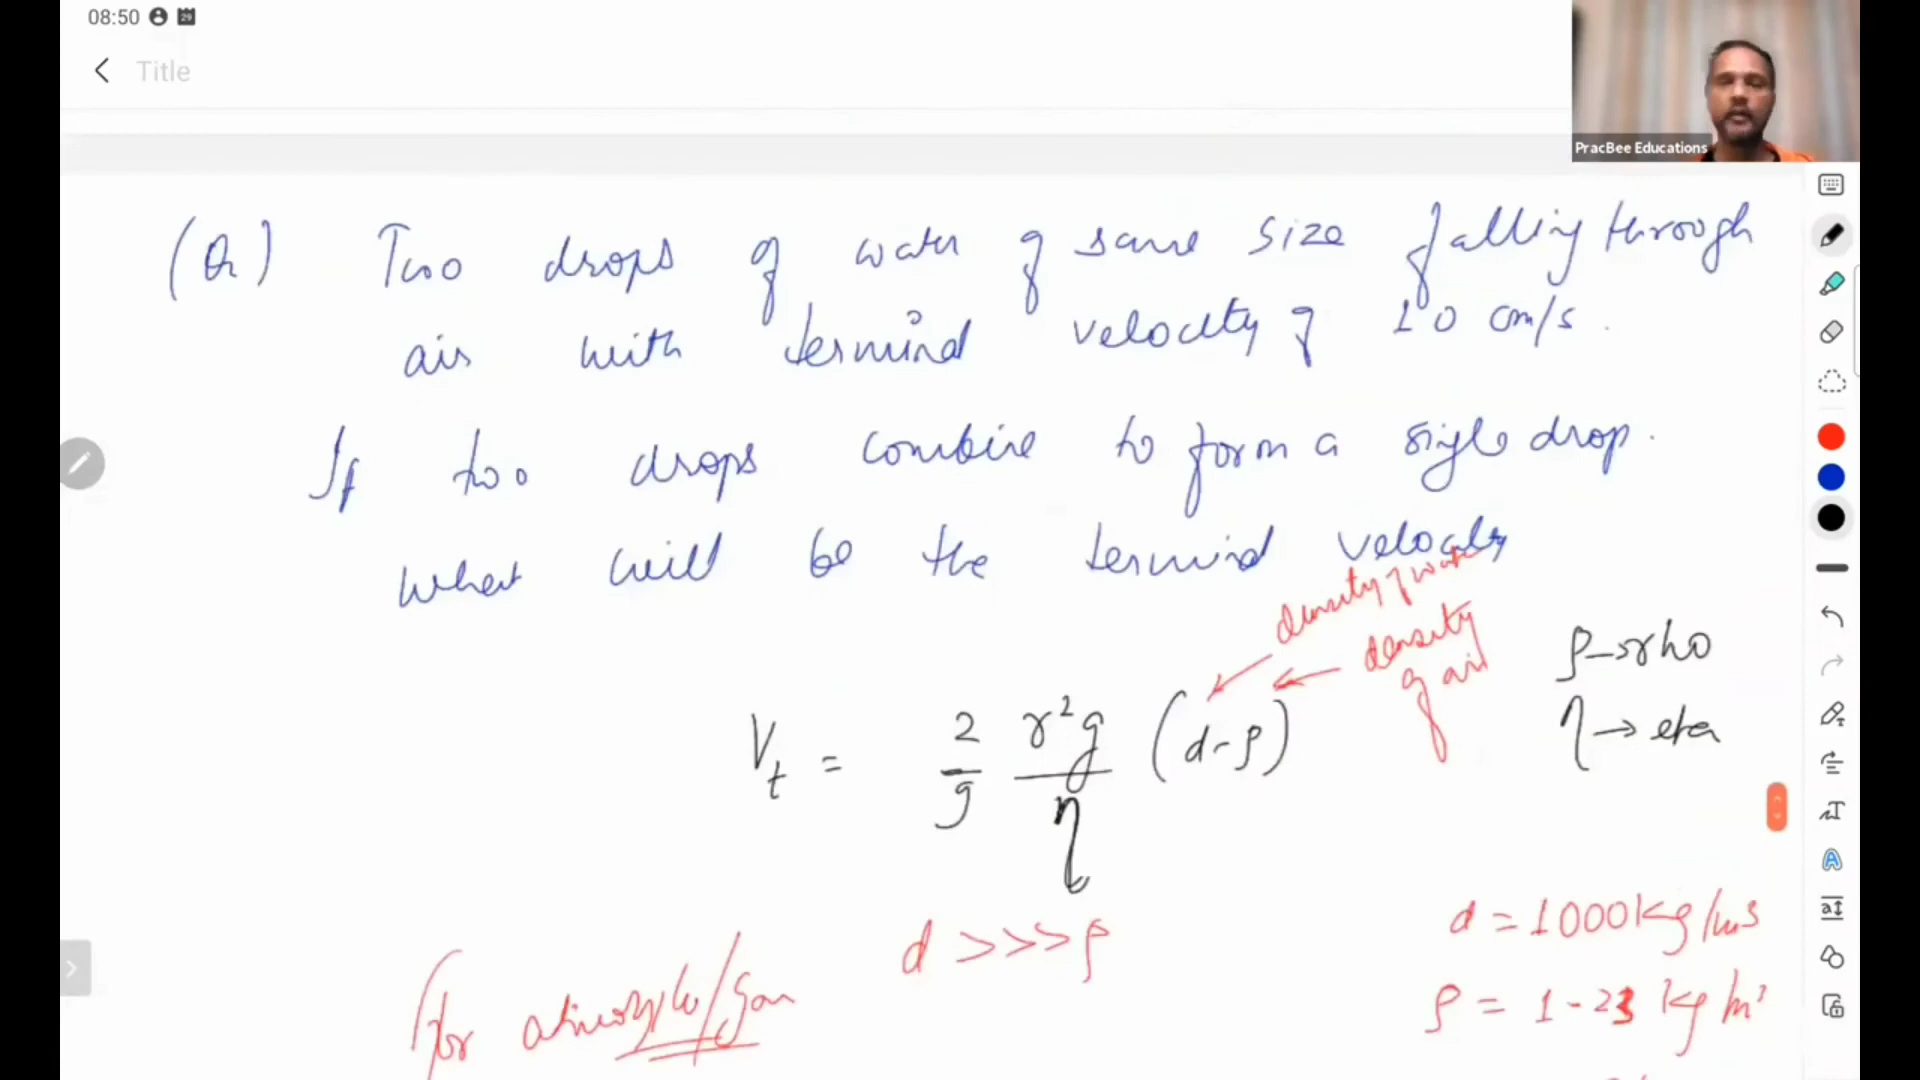 08:50
29
Title
PracBee Educations
(Q) Two drops of water of same size falling through
air with terminal velocity of 10 cm/s.
If two drops combine to form a single drop.
what will be the terminal velocity
density of water
density
of air
ρ → rho
η → eta
V_t = 2/9 r²g/η (d-ρ)
d >>> ρ
d = 1000 kg/m3
ρ = 1-23 kg/m³
for atmosphere/gas